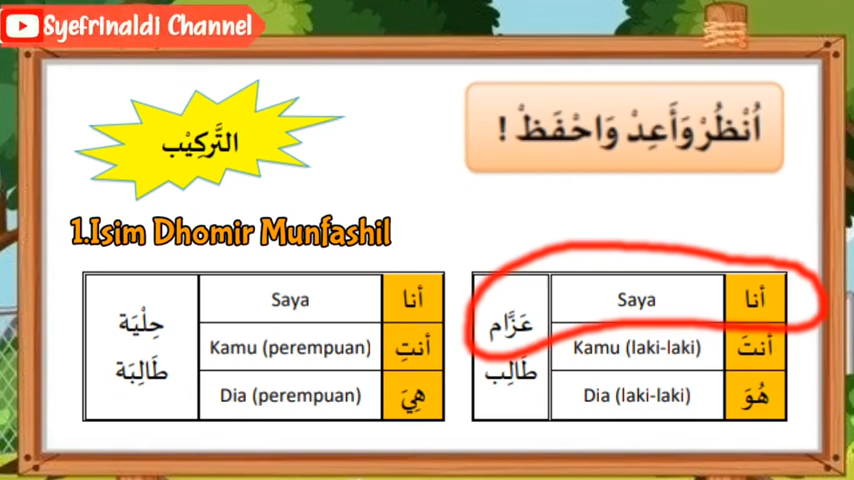 Syefrinaldi Channel
اُنْظُرْ وَأَعِدْ وَاحْفَظْ !
التَّرْكِيْب
1.Isim Dhomir Munfashil
أنا Saya عَزَّام
أنتَ Kamu (laki-laki) طَالِب
هُوَ Dia (laki-laki)
أنا Saya حِلْيَة
أنتِ Kamu (perempuan) طَالِبَة
هِيَ Dia (perempuan)